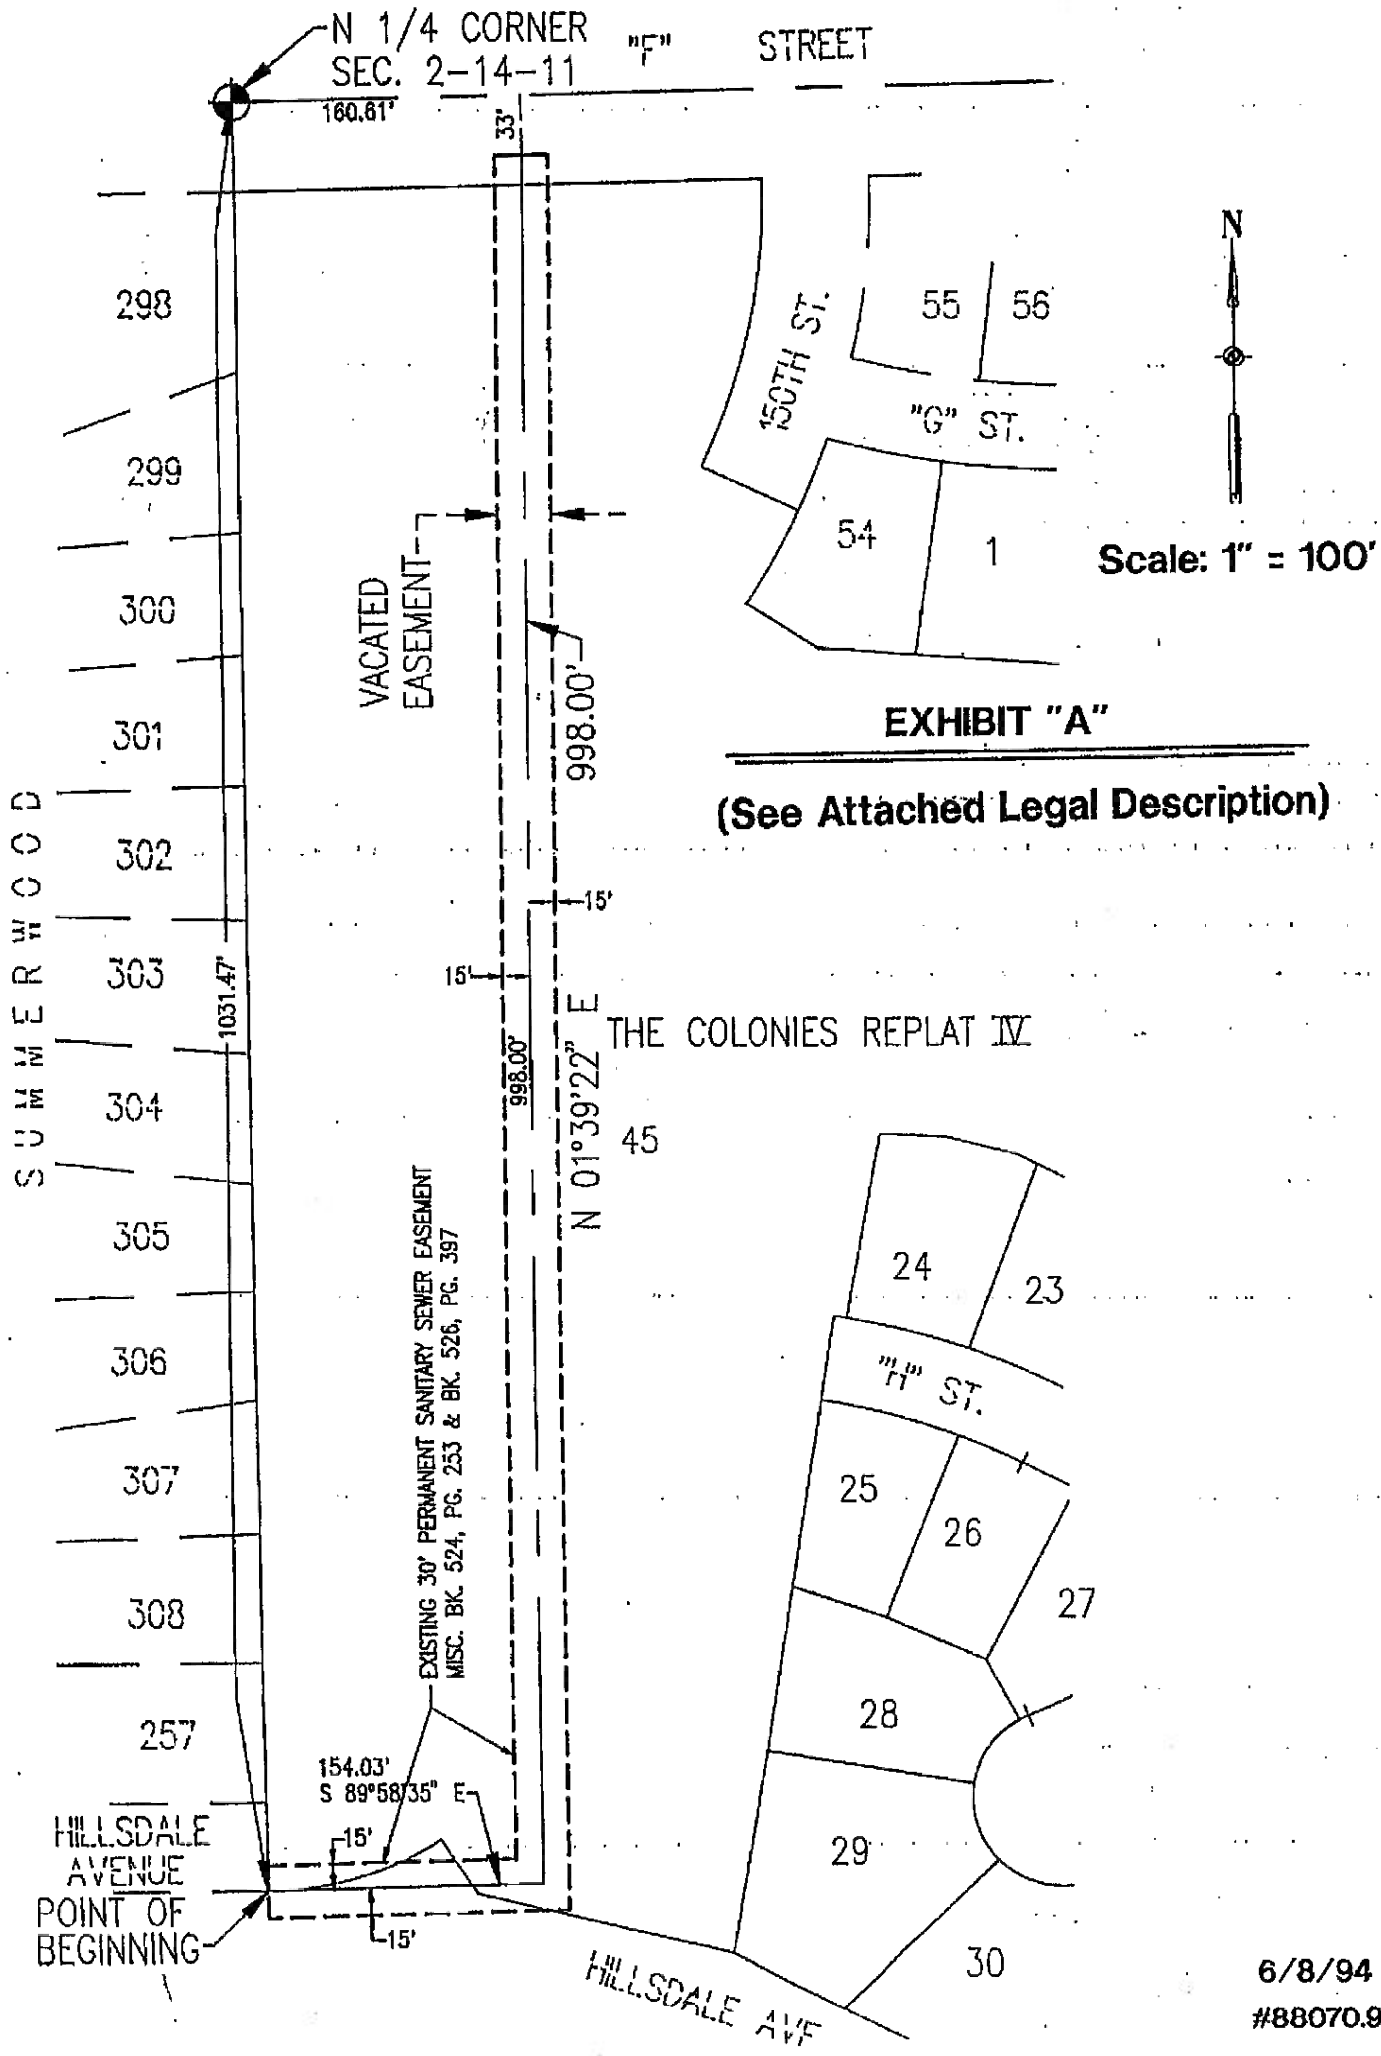 N 1/4 CORNER
SEC. 2-14-11
"F" STREET
160.61'
33'
N
298
299
300
301
302
303
304
305
306
307
308
257
SUMMERWOOD
1031.47'
150TH ST.
55
56
"G" ST.
54
1
Scale: 1" = 100'
VACATED
EASEMENT
998.00'
EXHIBIT "A"
(See Attached Legal Description)
15'
15'
998.00'
N 01°39'22" E
THE COLONIES REPLAT IV
45
EXISTING 30' PERMANENT SANITARY SEWER EASEMENT
MISC. BK. 524, PG. 253 & BK. 526, PG. 397
24
23
ST.
25
26
27
28
29
30
154.03'
S 89°58'35" E
15'
15'
HILLSDALE
AVENUE
POINT OF
BEGINNING
HILLSDALE AVE
6/8/94
#88070.9